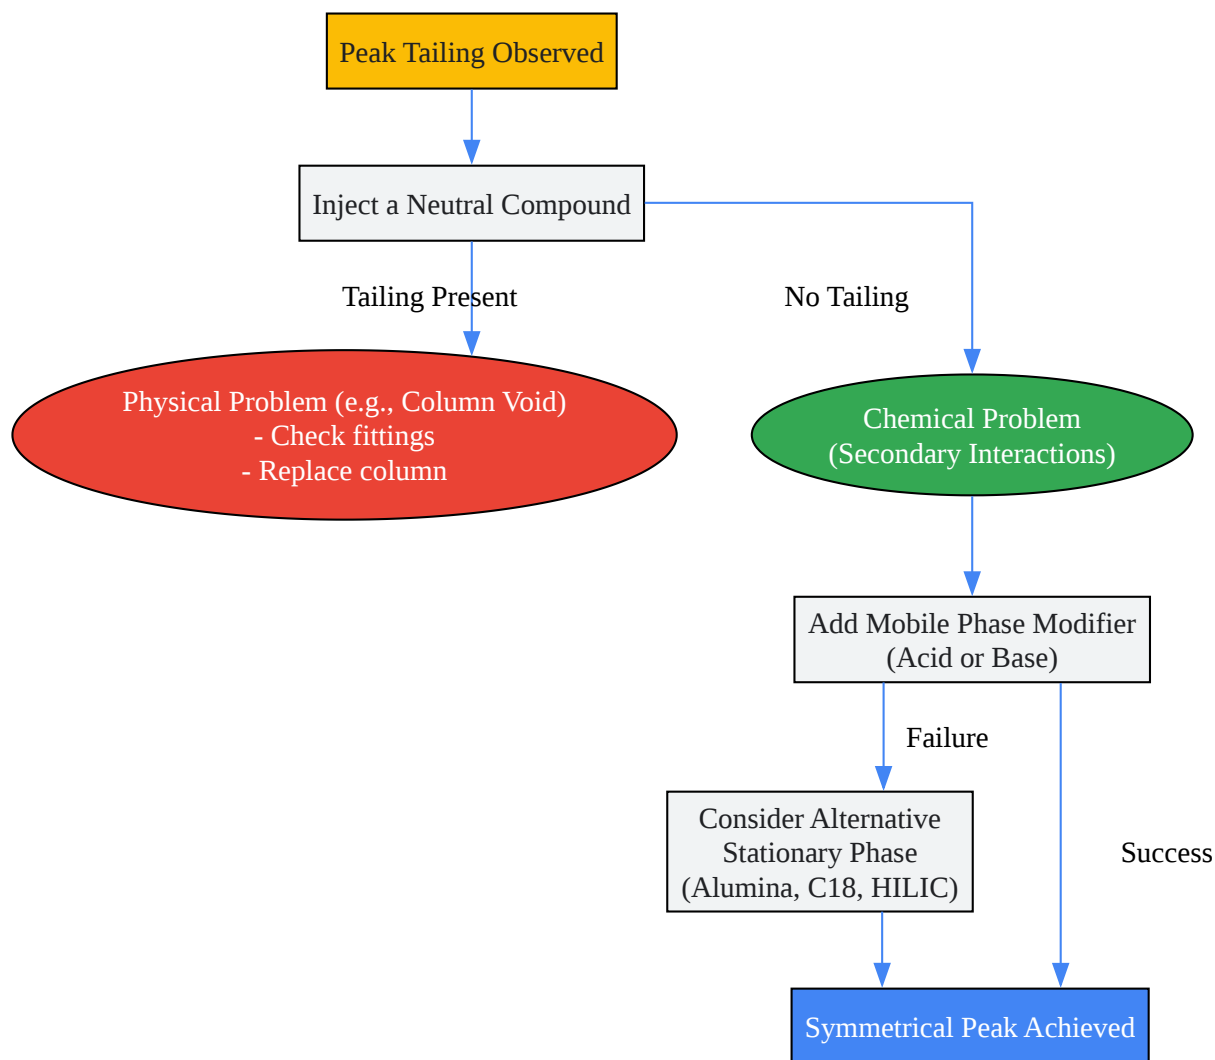 Peak Tailing Observed
Inject a Neutral Compound
Tailing Present
No Tailing
Physical Problem (e.g., Column Void)
- Check fittings
- Replace column
Chemical Problem
(Secondary Interactions)
Add Mobile Phase Modifier
(Acid or Base)
Failure
Consider Alternative
Stationary Phase
(Alumina, C18, HILIC)
Success
Symmetrical Peak Achieved